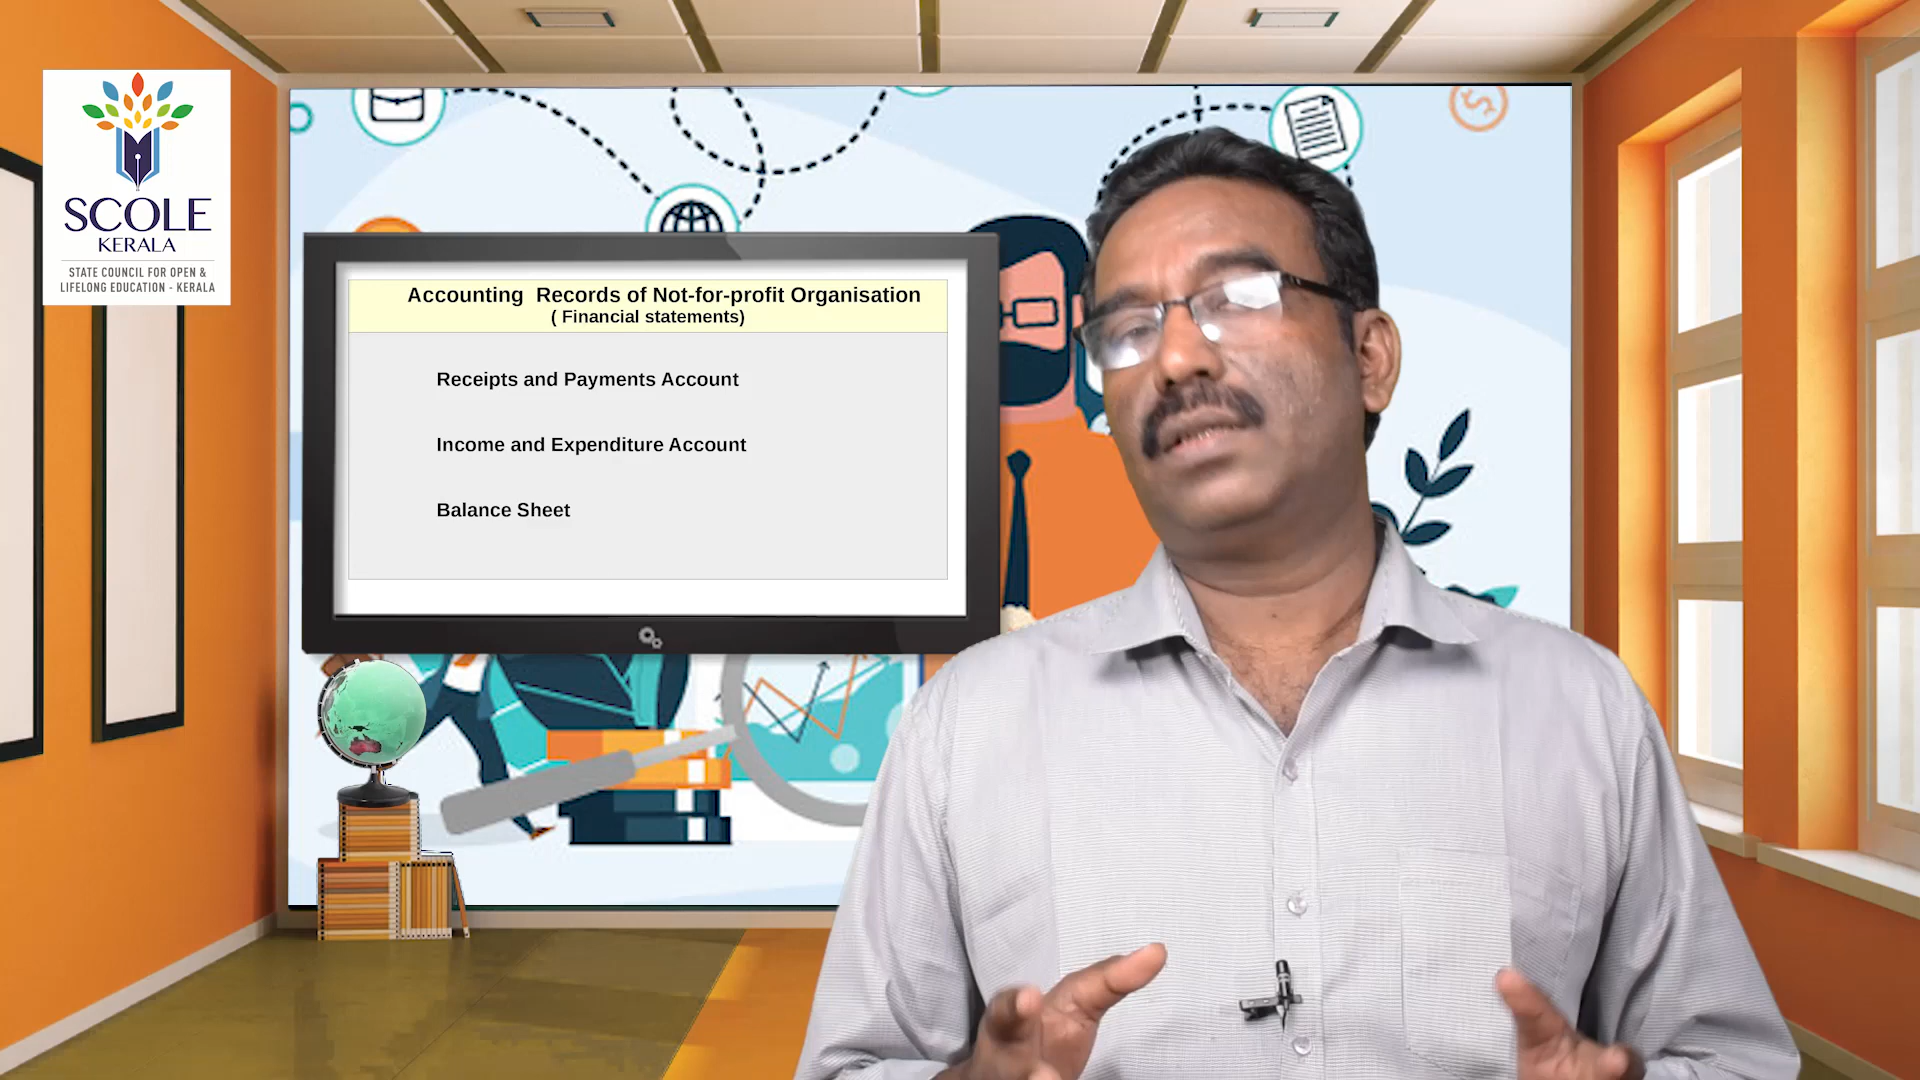 SCOLE
KERALA
STATE COUNCIL FOR OPEN &
LIFELONG EDUCATION - KERALA
Accounting Records of Not-for-profit Organisation
( Financial statements)
Receipts and Payments Account
Income and Expenditure Account
Balance Sheet